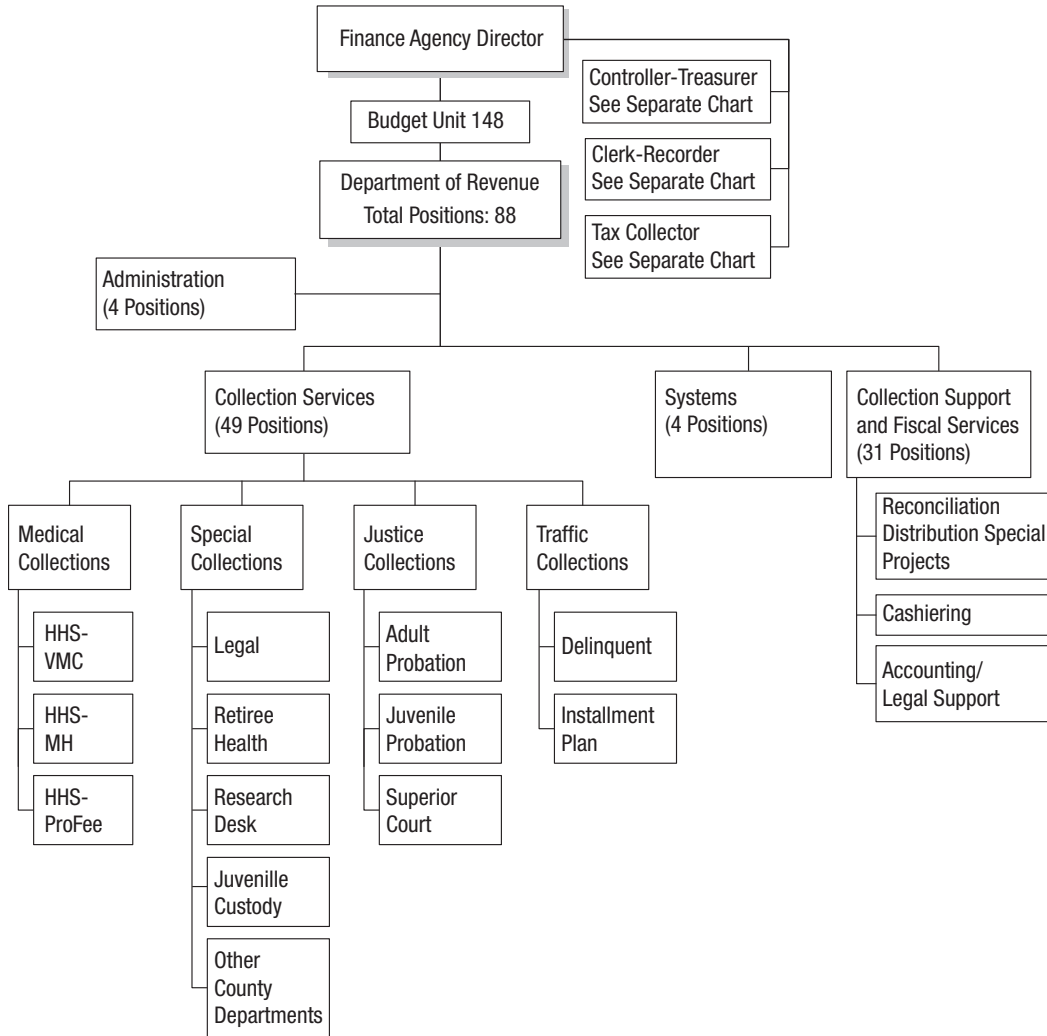 Finance Agency Director
Controller-Treasurer
See Separate Chart
Budget Unit 148
Clerk-Recorder
See Separate Chart
Department of Revenue
Total Positions: 88
Tax Collector
See Separate Chart
Administration
(4 Positions)
Collection Services
(49 Positions)
Systems
(4 Positions)
Collection Support
and Fiscal Services
(31 Positions)
Medical
Collections
HHS-
VMC
HHS-
MH
HHS-
ProFee
Special
Collections
Legal
Retiree
Health
Research
Desk
Juvenille
Custody
Other
County
Departments
Justice
Collections
Adult
Probation
Juvenile
Probation
Superior
Court
Traffic
Collections
Delinquent
Installment
Plan
Reconciliation
Distribution Special
Projects
Cashiering
Accounting/
Legal Support